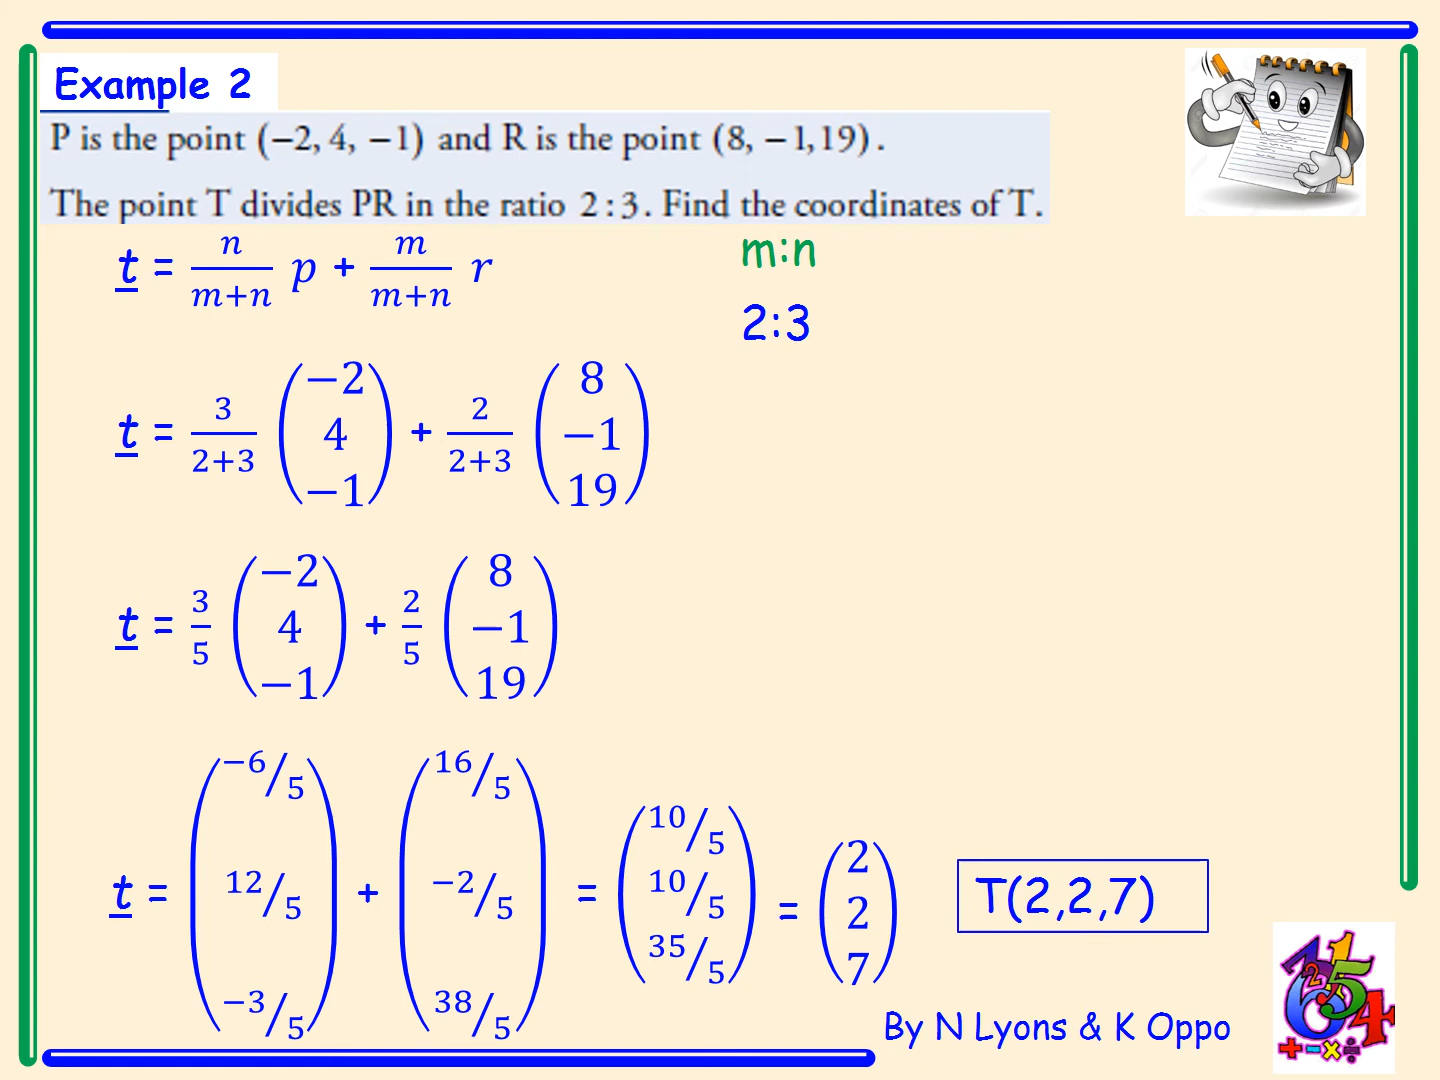 Example 2
P is the point (−2, 4, −1) and R is the point (8, −1, 19).
The point T divides PR in the ratio 2 : 3. Find the coordinates of T.
m:n
t = n/(m+n) p + m/(m+n) r
2:3
t = 3/(2+3) (−2 4 −1) + 2/(2+3) (8 −1 19)
t = 3/5 (−2 4 −1) + 2/5 (8 −1 19)
t = (−6/5 12/5 −3/5) + (16/5 −2/5 38/5) = (10/5 10/5 35/5) = (2 2 7)
T(2,2,7)
By N Lyons & K Oppo